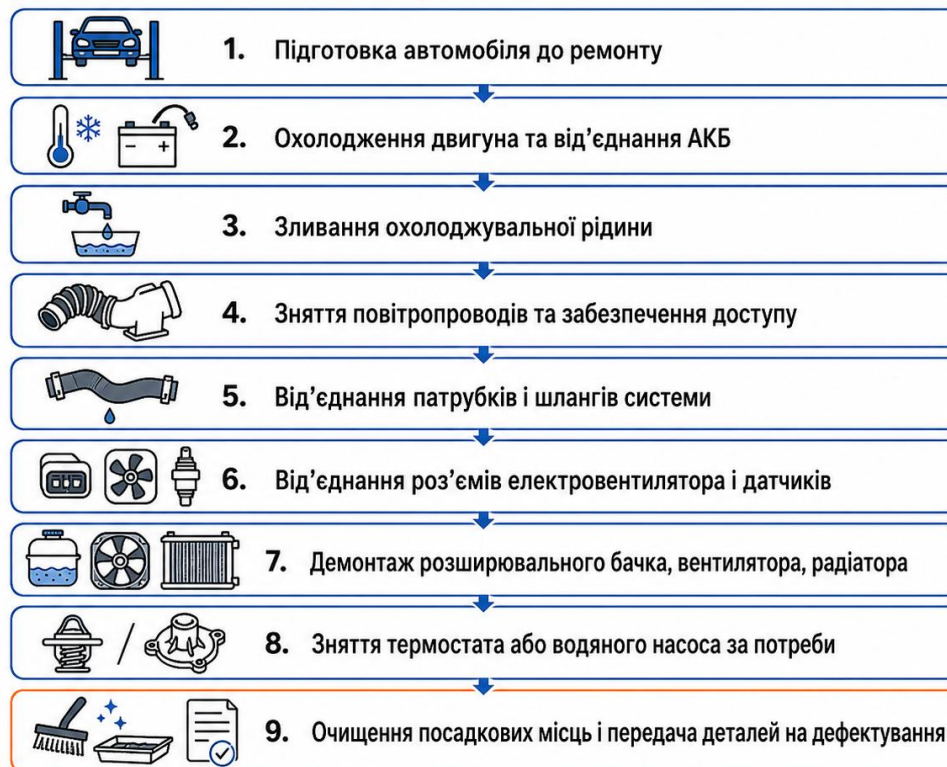 1. Підготовка автомобіля до ремонту
2. Охолодження двигуна та від’єднання АКБ
3. Зливання охолоджувальної рідини
4. Зняття повітропроводів та забезпечення доступу
5. Від’єднання патрубків і шлангів системи
6. Від’єднання роз’ємів електровентилятора і датчиків
7. Демонтаж розширювального бачка, вентилятора, радіатора
8. Зняття термостата або водяного насоса за потреби
9. Очищення посадкових місць і передача деталей на дефектування